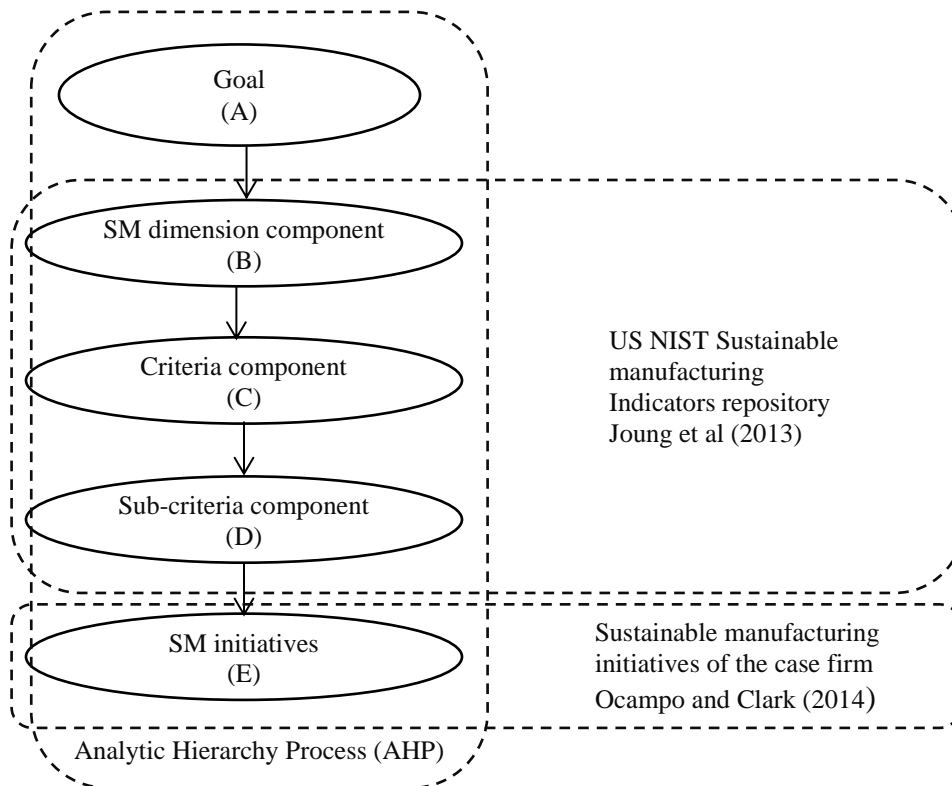 Goal
(A)
SM dimension component
(B)
Criteria component
(C)
Sub-criteria component
(D)
SM initiatives
(E)
Analytic Hierarchy Process (AHP)
US NIST Sustainable
manufacturing
Indicators repository
Joung et al (2013)
Sustainable manufacturing
initiatives of the case firm
Ocampo and Clark (2014)